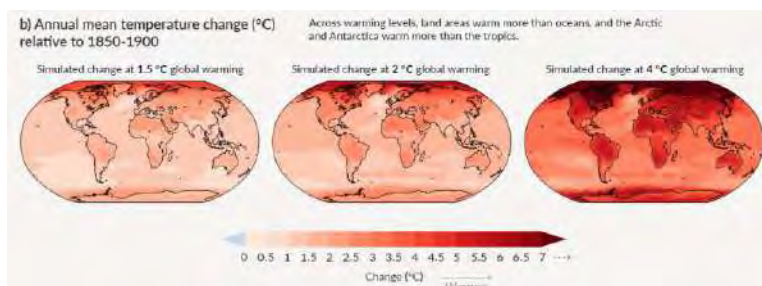 b) Annual mean temperature change (°C)
relative to 1850-1900
Across warming levels, land areas warm more than oceans, and the Arctic
and Antarctica warm more than the tropics.
Simulated change at 1.5 °C global warming
Simulated change at 2 °C global warming
Simulated change at 4 °C global warming
0 0.5 1 1.5 2 2.5 3 3.5 4 4.5 5 5.5 6 6.5 7
Change (°C)